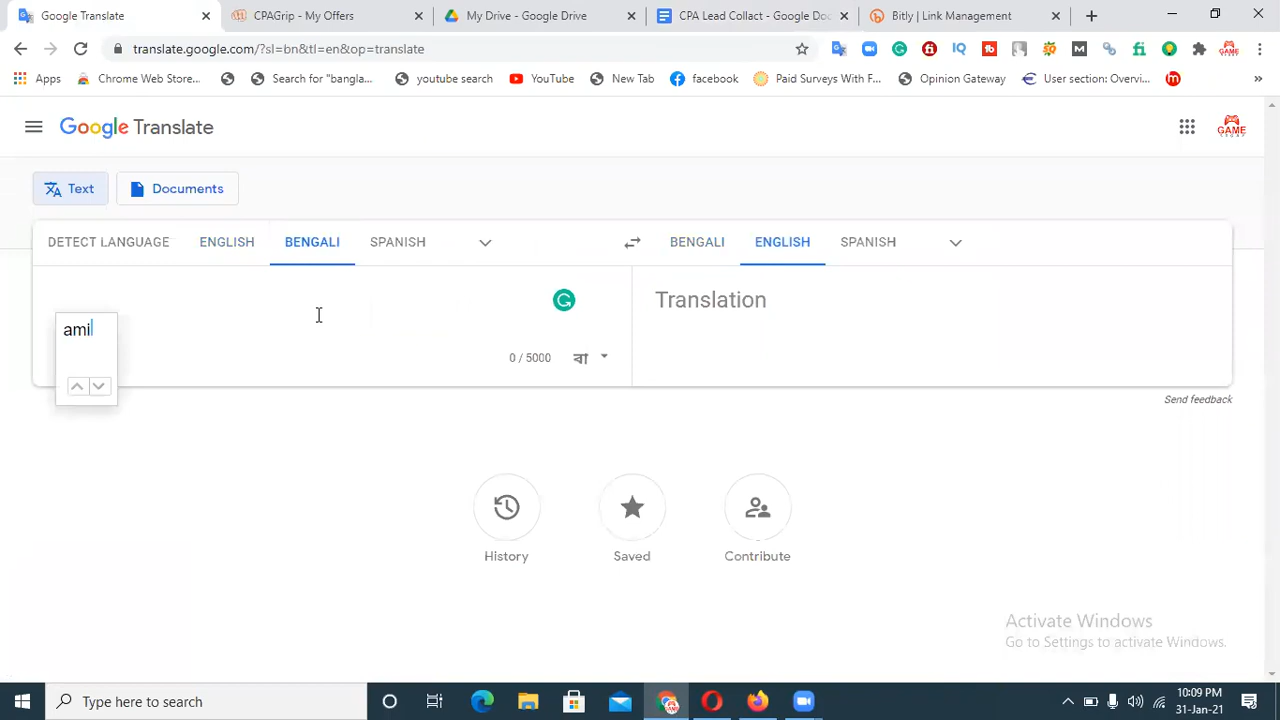 Google Translate
CPAGrip - My Offers
My Drive - Google Drive
CPA Lead Collact - Google Doc
Bitly | Link Management
translate.google.com/?sl=bn&tl=en&op=translate
Apps
Chrome Web Store...
Search for "bangla...
youtube search
YouTube
New Tab
facebook
Paid Surveys With F...
Opinion Gateway
User section: Overvi...
Google Translate
GAME
Text
Documents
DETECT LANGUAGE
ENGLISH
BENGALI
SPANISH
BENGALI
ENGLISH
SPANISH
Translation
ami
0 / 5000
বা
Send feedback
History
Saved
Contribute
Activate Windows
Go to Settings to activate Windows.
Type here to search
10:09 PM
31-Jan-21